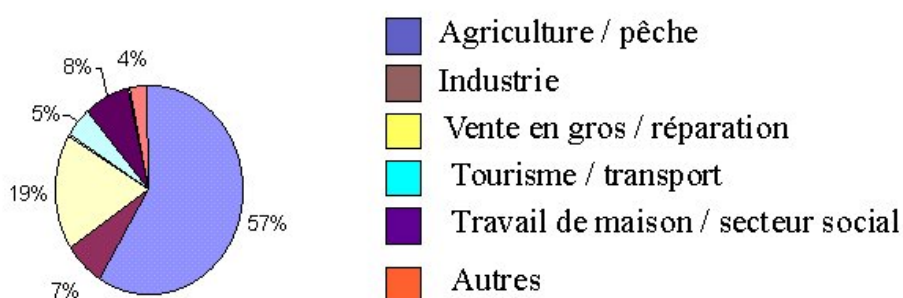 4%
8%
5%
19%
57%
7%
Agriculture / pêche
Industrie
Vente en gros / réparation
Tourisme / transport
Travail de maison / secteur social
Autres